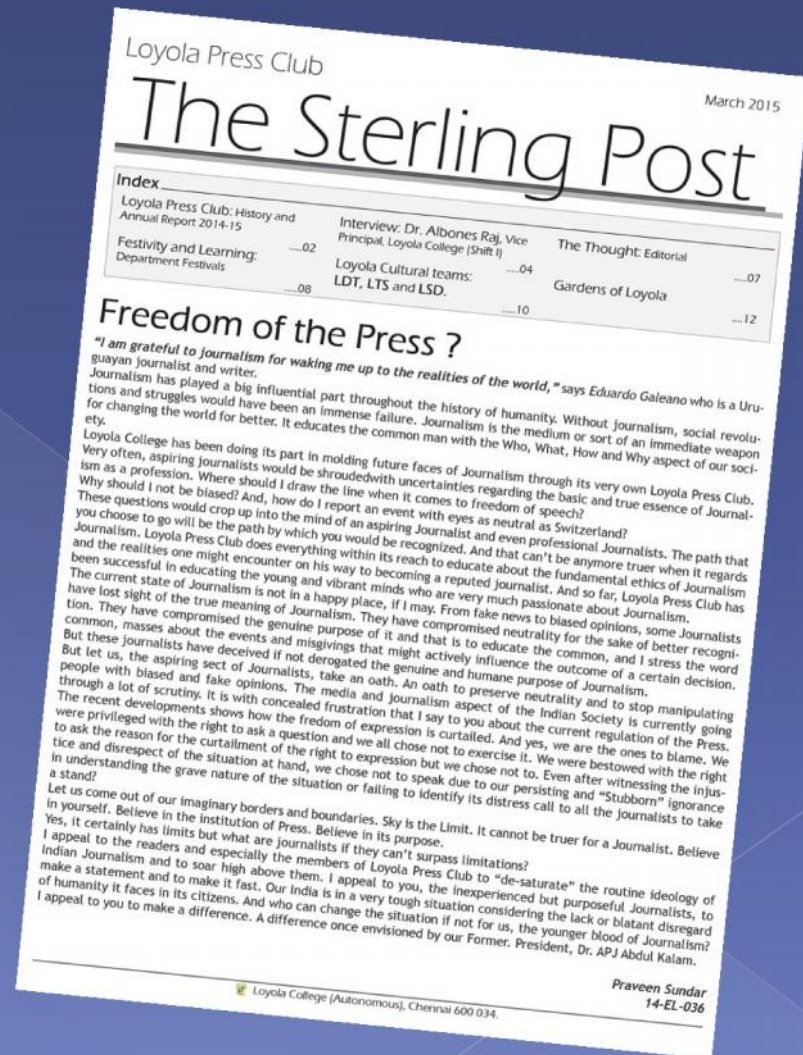 Loyola Press Club
March 2015
The Sterling Post
Index
Loyola Press Club: History and
Annual Report 2014-15
.....02
Festivity and Learning:
Department Festivals
.....08
Interview: Dr. Albones Raj, Vice
Principal, Loyola College (Shift I)
.....04
Loyola Cultural teams:
LDT, LTS and LSD.
.....10
The Thought: Editorial
.....07
Gardens of Loyola
.....12
Freedom of the Press ?
"I am grateful to journalism for waking me up to the realities of the world," says Eduardo Galeano who is a Uru-
guayan journalist and writer.
Journalism has played a big influential part throughout the history of humanity. Without journalism, social revolu-
tions and struggles would have been an immense failure. Journalism is the medium or sort of an immediate weapon
for changing the world for better. It educates the common man with the Who, What, How and Why aspect of our soci-
ety.
Loyola College has been doing its part in molding future faces of Journalism through its very own Loyola Press Club.
Very often, aspiring journalists would be shroudedwith uncertainties regarding the basic and true essence of Journal-
ism as a profession. Where should I draw the line when it comes to freedom of speech?
Why should I not be biased? And, how do I report an event with eyes as neutral as Switzerland?
These questions would crop up into the mind of an aspiring Journalist and even professional Journalists. The path that
you choose to go will be the path by which you would be recognized. And that can't be anymore truer when it regards
Journalism. Loyola Press Club does everything within its reach to educate about the fundamental ethics of Journalism
and the realities one might encounter on his way to becoming a reputed journalist. And so far, Loyola Press Club has
been successful in educating the young and vibrant minds who are very much passionate about Journalism.
The current state of Journalism is not in a happy place, if I may. From fake news to biased opinions, some Journalists
have lost sight of the true meaning of Journalism. They have compromised neutrality for the sake of better recogni-
tion. They have compromised the genuine purpose of it and that is to educate the common, and I stress the word
common, masses about the events and misgivings that might actively influence the outcome of a certain decision.
But these journalists have deceived if not derogated the genuine and humane purpose of Journalism.
But let us, the aspiring sect of Journalists, take an oath. An oath to preserve neutrality and to stop manipulating
people with biased and fake opinions. The media and journalism aspect of the Indian Society is currently going
through a lot of scrutiny. It is with concealed frustration that I say to you about the current regulation of the Press.
The recent developments shows how the fredom of expression is curtailed. And yes, we are the ones to blame. We
were privileged with the right to ask a question and we all chose not to exercise it. We were bestowed with the right
to ask the reason for the curtailment of the right to expression but we chose not to. Even after witnessing the injus-
tice and disrespect of the situation at hand, we chose not to speak due to our persisting and "Stubborn" ignorance
in understanding the grave nature of the situation or failing to identify its distress call to all the journalists to take
a stand?
Let us come out of our imaginary borders and boundaries. Sky is the Limit. It cannot be truer for a Journalist. Believe
in yourself. Believe in the institution of Press. Believe in its purpose.
Yes, it certainly has limits but what are journalists if they can't surpass limitations?
I appeal to the readers and especially the members of Loyola Press Club to "de-saturate" the routine ideology of
Indian Journalism and to soar high above them. I appeal to you, the inexperienced but purposeful Journalists, to
make a statement and to make it fast. Our India is in a very tough situation considering the lack or blatant disregard
of humanity it faces in its citizens. And who can change the situation if not for us, the younger blood of Journalism?
I appeal to you to make a difference. A difference once envisioned by our Former. President, Dr. APJ Abdul Kalam.
Praveen Sundar
14-EL-036
Loyola College (Autonomous), Chennai 600 034.